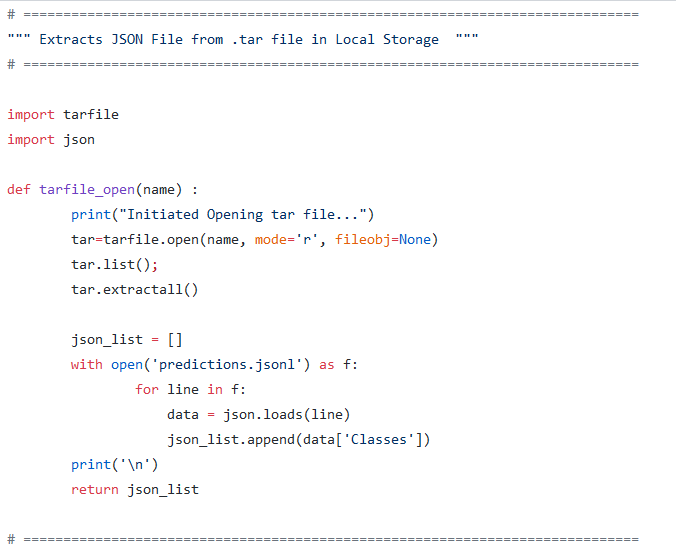 # =============================================================================
""" Extracts JSON File from .tar file in Local Storage  """
# =============================================================================
import tarfile
import json
def tarfile_open(name) :
        print("Initiated Opening tar file...")
        tar=tarfile.open(name, mode='r', fileobj=None)
        tar.list();
        tar.extractall()
        json_list = []
        with open('predictions.jsonl') as f:
                for line in f:
                    data = json.loads(line)
                    json_list.append(data['Classes'])
        print('\n')
        return json_list
# =============================================================================